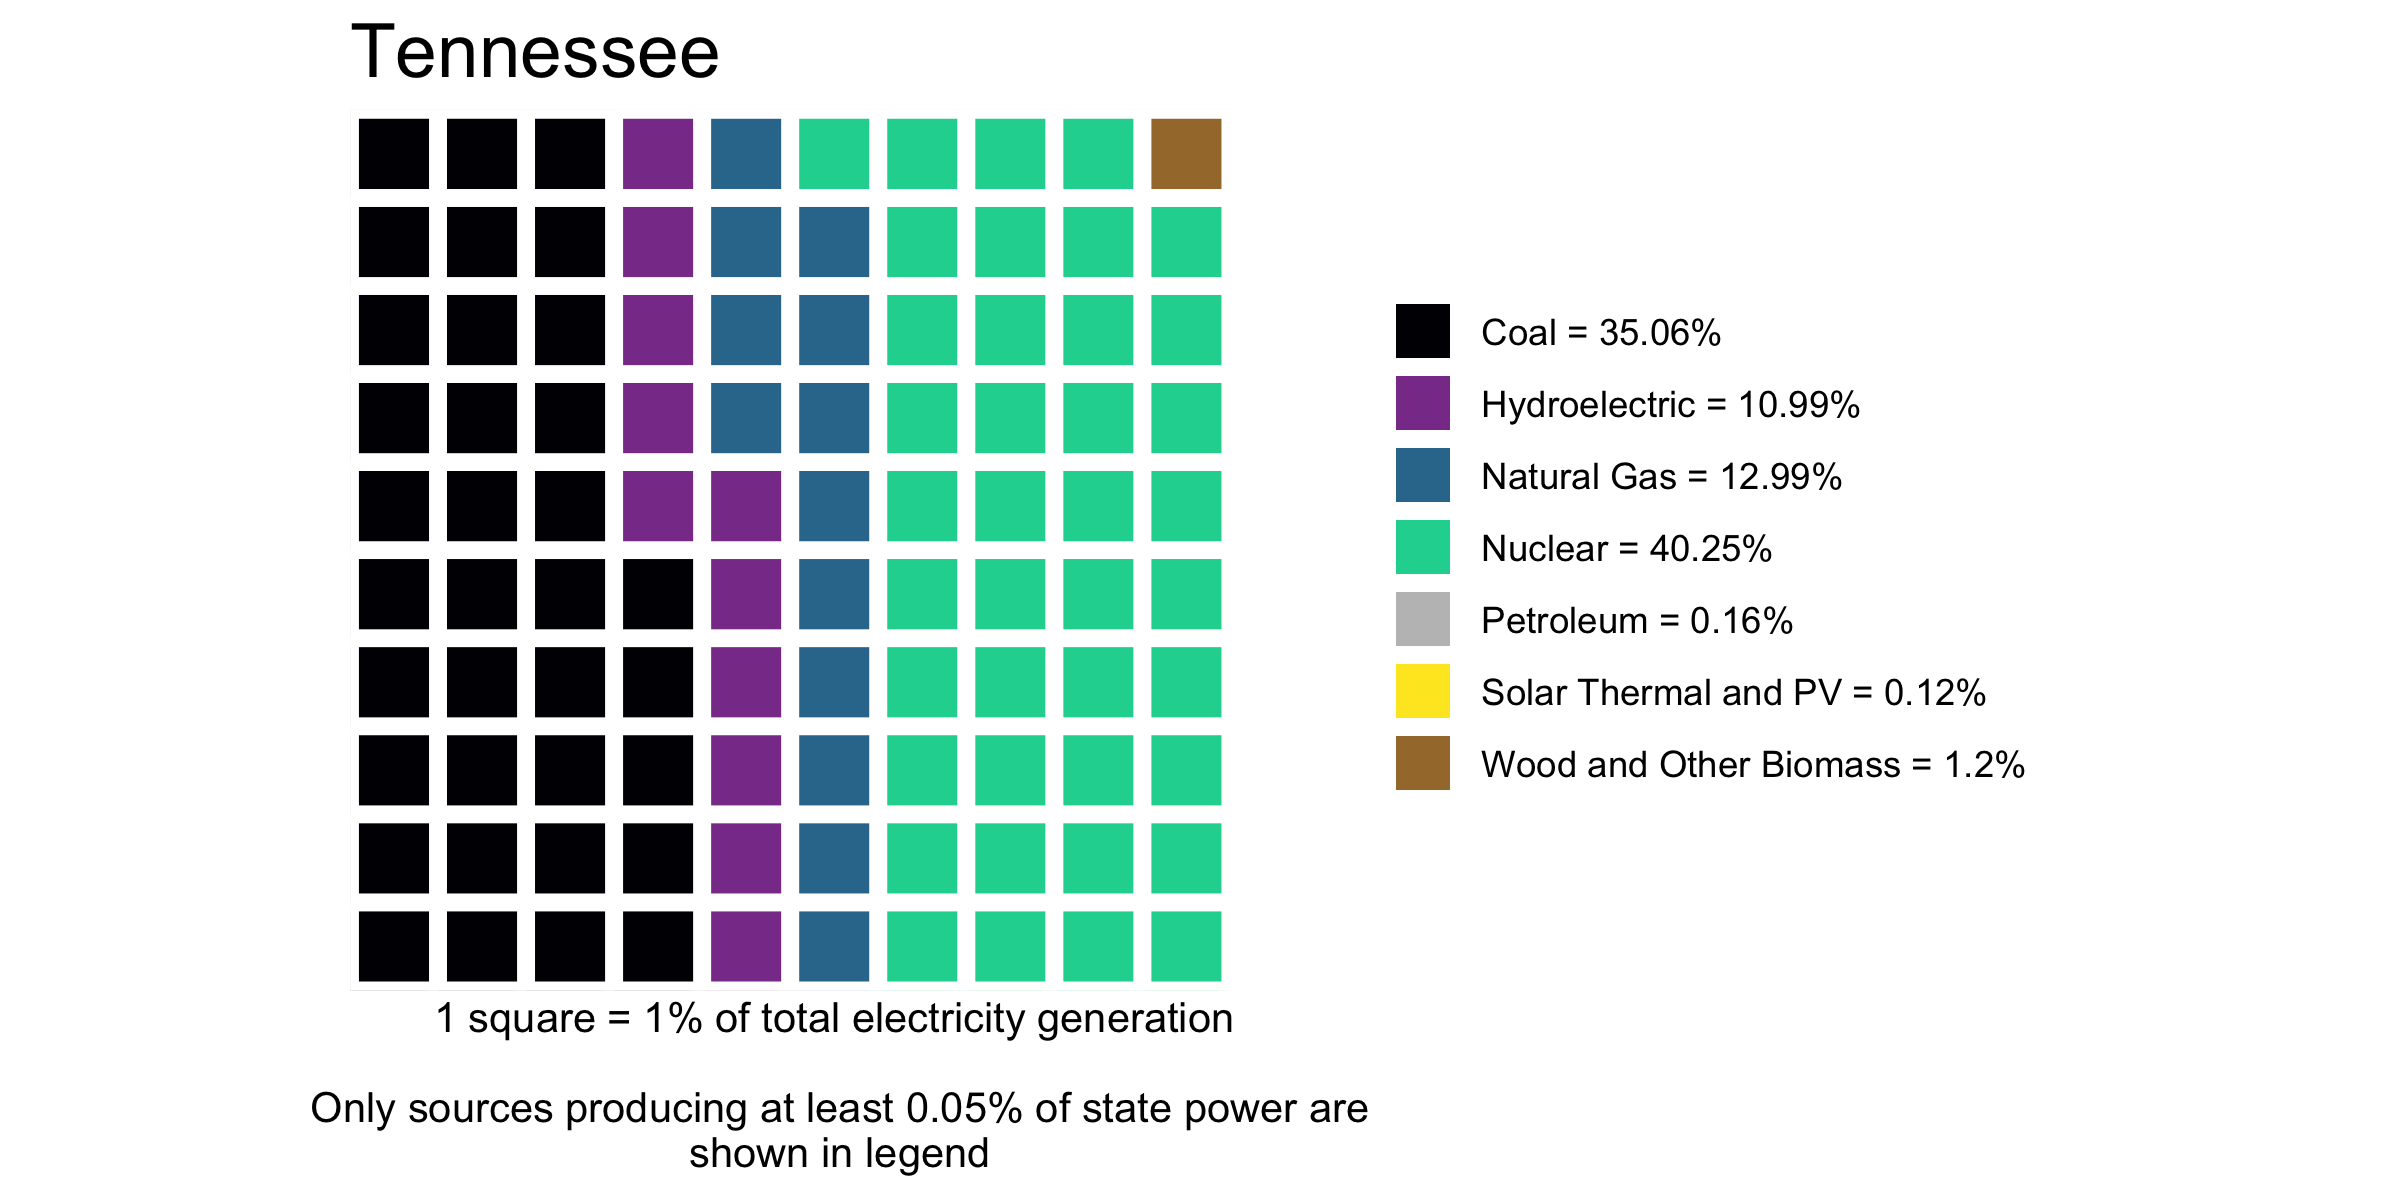 Tennessee
Coal = 35.06%
Hydroelectric = 10.99%
Natural Gas = 12.99%
Nuclear = 40.25%
Petroleum = 0.16%
Solar Thermal and PV = 0.12%
Wood and Other Biomass = 1.2%
1 square = 1% of total electricity generation
Only sources producing at least 0.05% of state power are
shown in legend